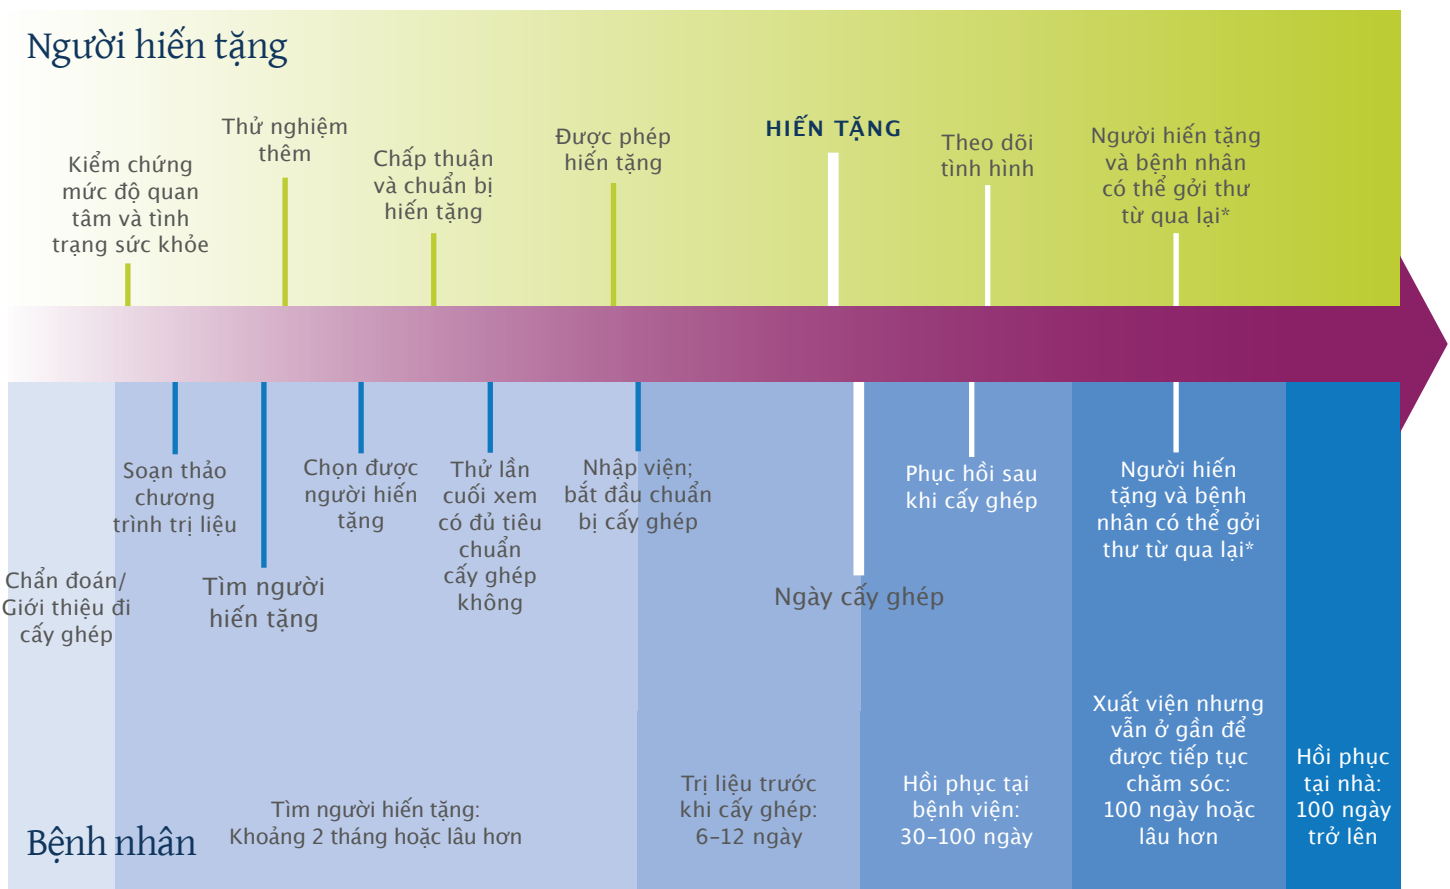 Người hiến tặng
Kiểm chứng
mức độ quan
tâm và tình
trạng sức khỏe
Thử nghiệm
thêm
Chấp thuận
và chuẩn bị
hiến tặng
Được phép
hiến tặng
HIẾN TẶNG
Theo dõi
tình hình
Người hiến tặng
và bệnh nhân
có thể gởi thư
từ qua lại*
Chẩn đoán/
Giới thiệu đi
cấy ghép
Soạn thảo
chương
trình trị liệu
Tìm người
hiến tặng
Chọn được
người hiến
tặng
Thử lần
cuối xem
có đủ tiêu
chuẩn
cấy ghép
không
Nhập viện;
bắt đầu chuẩn
bị cấy ghép
Ngày cấy ghép
Phục hồi sau
khi cấy ghép
Người hiến
tặng và bệnh
nhân có thể gởi
thư từ qua lại*
Bệnh nhân
Tìm người hiến tặng:
Khoảng 2 tháng hoặc lâu hơn
Trị liệu trước
khi cấy ghép:
6–12 ngày
Hồi phục tại
bệnh viện:
30–100 ngày
Xuất viện nhưng
vẫn ở gần để
được tiếp tục
chăm sóc:
100 ngày hoặc
lâu hơn
Hồi phục
tại nhà:
100 ngày
trở lên